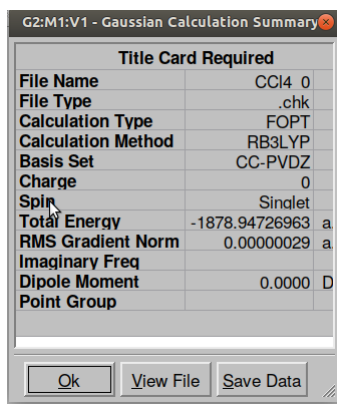 G2:M1:V1 - Gaussian Calculation Summary
Title Card Required
File Name CCl4_0
File Type .chk
Calculation Type FOPT
Calculation Method RB3LYP
Basis Set CC-PVDZ
Charge 0
Spin Singlet
Total Energy -1878.94726963 a.
RMS Gradient Norm 0.00000029 a.
Imaginary Freq
Dipole Moment 0.0000 D
Point Group
Ok View File Save Data